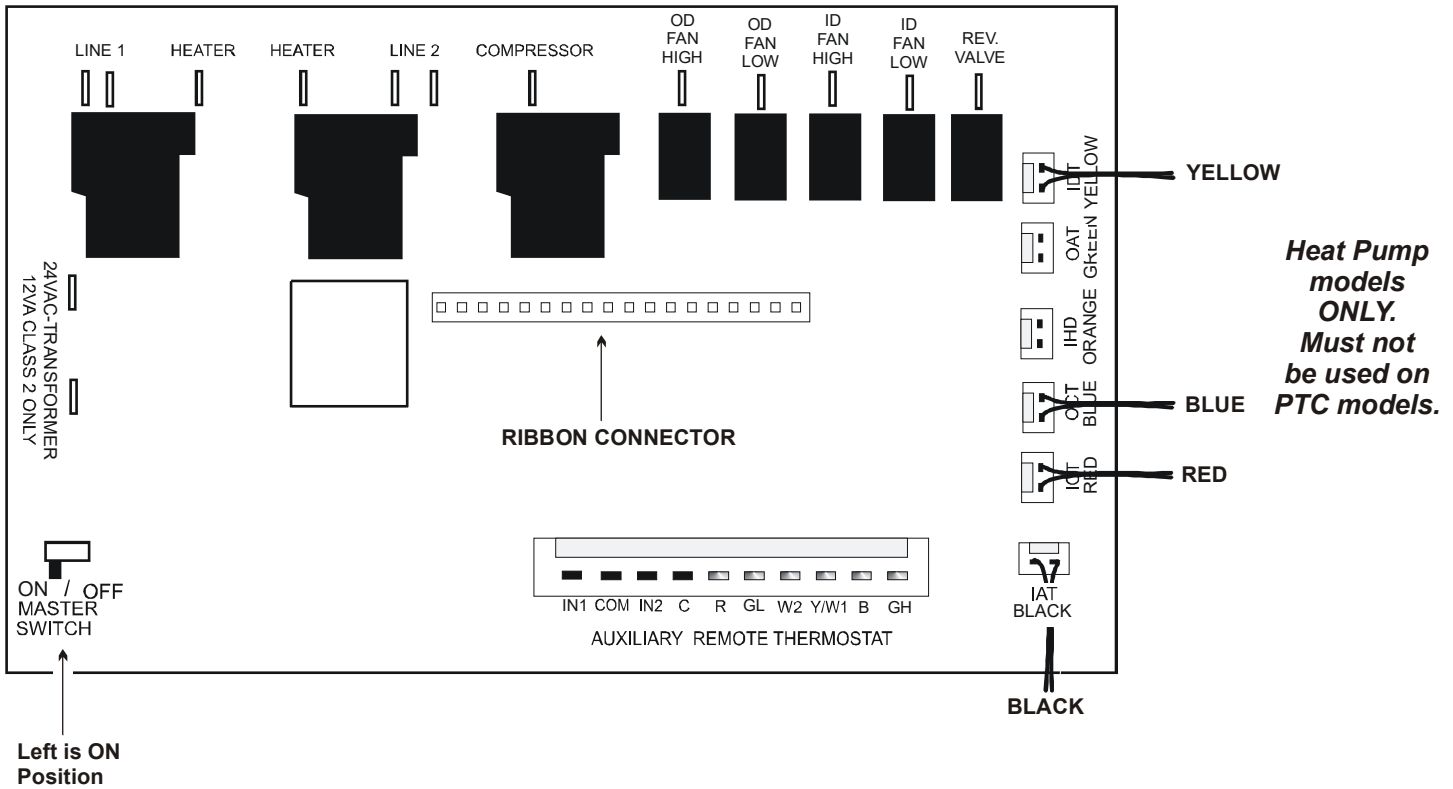 LINE 1
HEATER
HEATER
LINE 2
COMPRESSOR
OD
FAN
HIGH
OD
FAN
LOW
ID
FAN
HIGH
ID
FAN
LOW
REV.
VALVE
IDT
YELLOW
YELLOW
OAT
GREEN
IHD
ORANGE
OCT
BLUE
BLUE
ICT
RED
RED
Heat Pump
models
ONLY.
Must not
be used on
PTC models.
24VAC-TRANSFORMER
12VA CLASS 2 ONLY
RIBBON CONNECTOR
ON / OFF
MASTER
SWITCH
IN1 COM IN2 C R GL W2 Y/W1 B GH
AUXILIARY REMOTE THERMOSTAT
IAT
BLACK
BLACK
Left is ON
Position